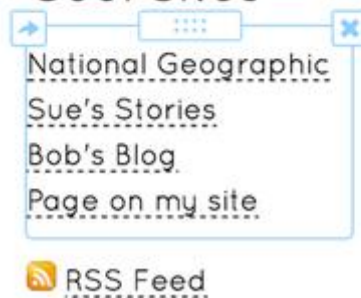 National Geographic
Sue's Stories
Bob's Blog
Page on my site
RSS Feed